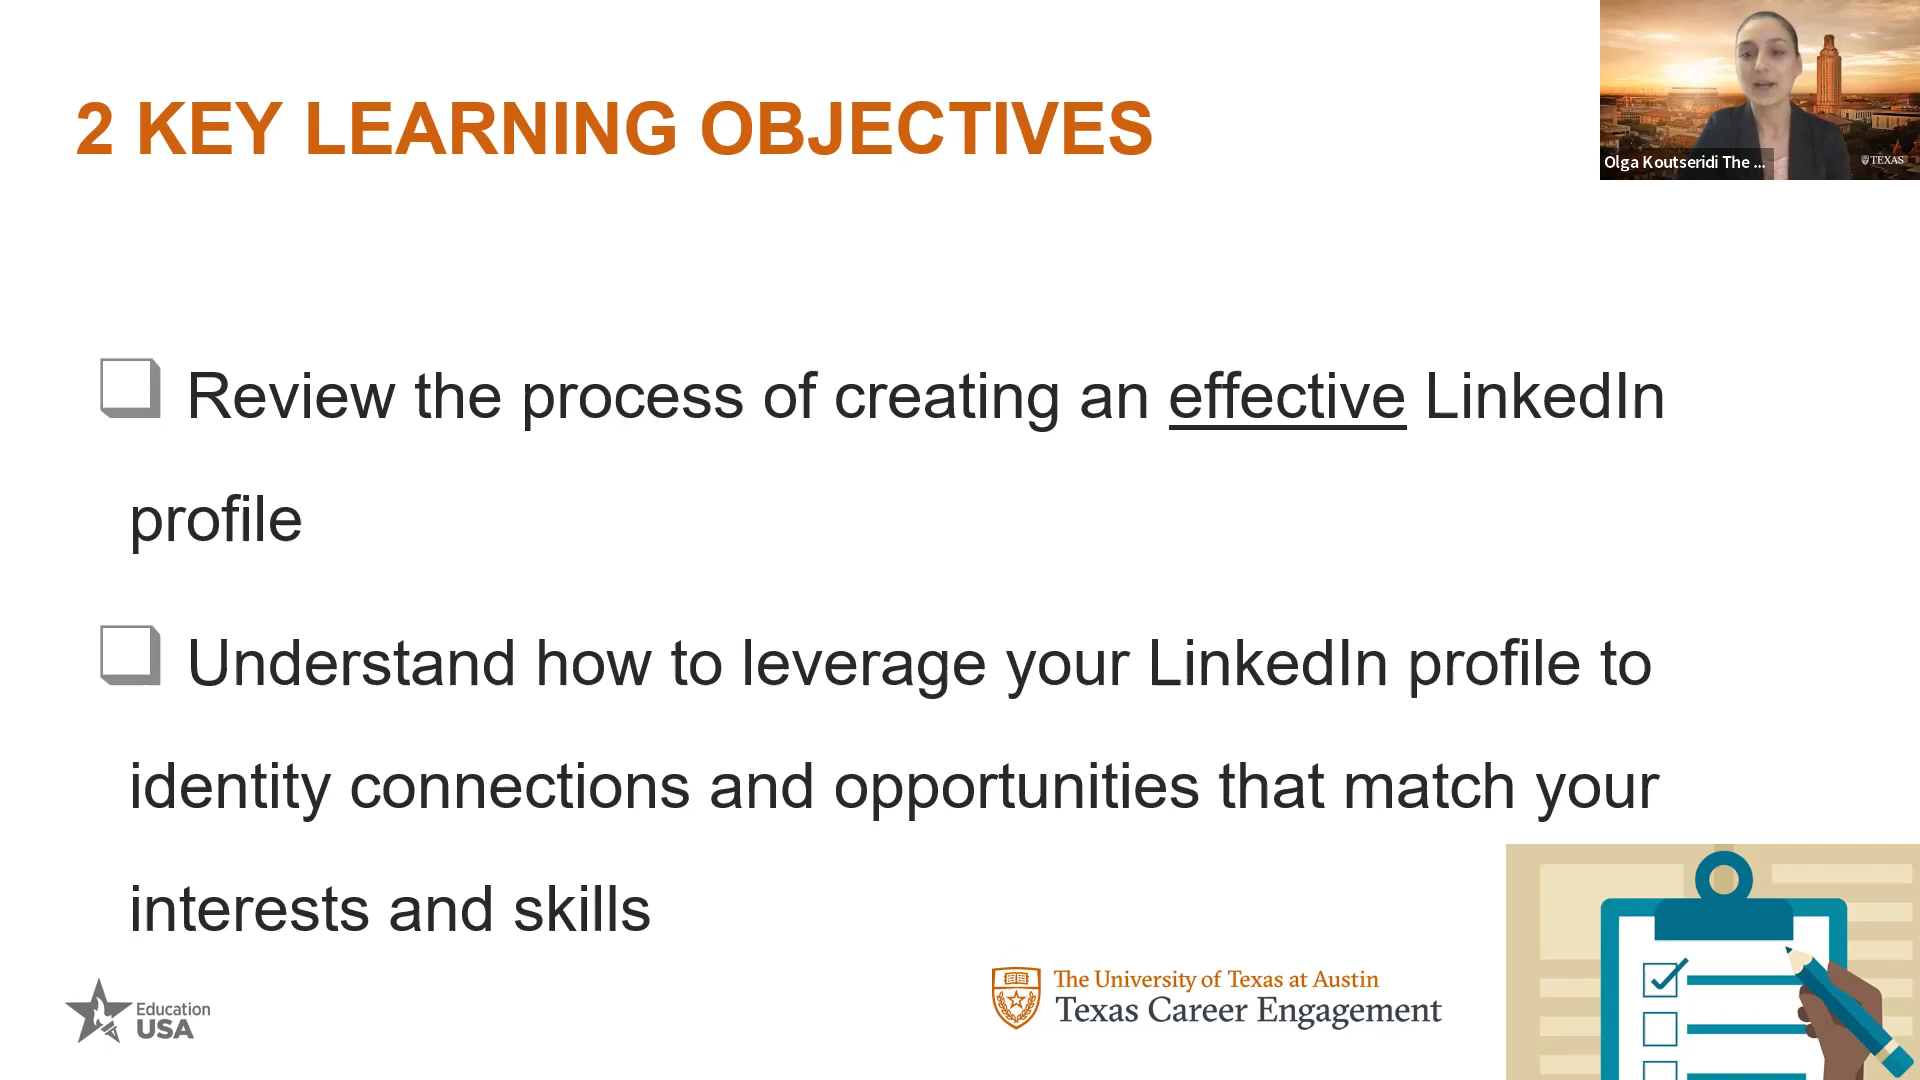 2 KEY LEARNING OBJECTIVES
Olga Koutseridi The ...
TEXAS
Review the process of creating an effective LinkedIn
profile
Understand how to leverage your LinkedIn profile to
identity connections and opportunities that match your
interests and skills
Education
USA
The University of Texas at Austin
Texas Career Engagement